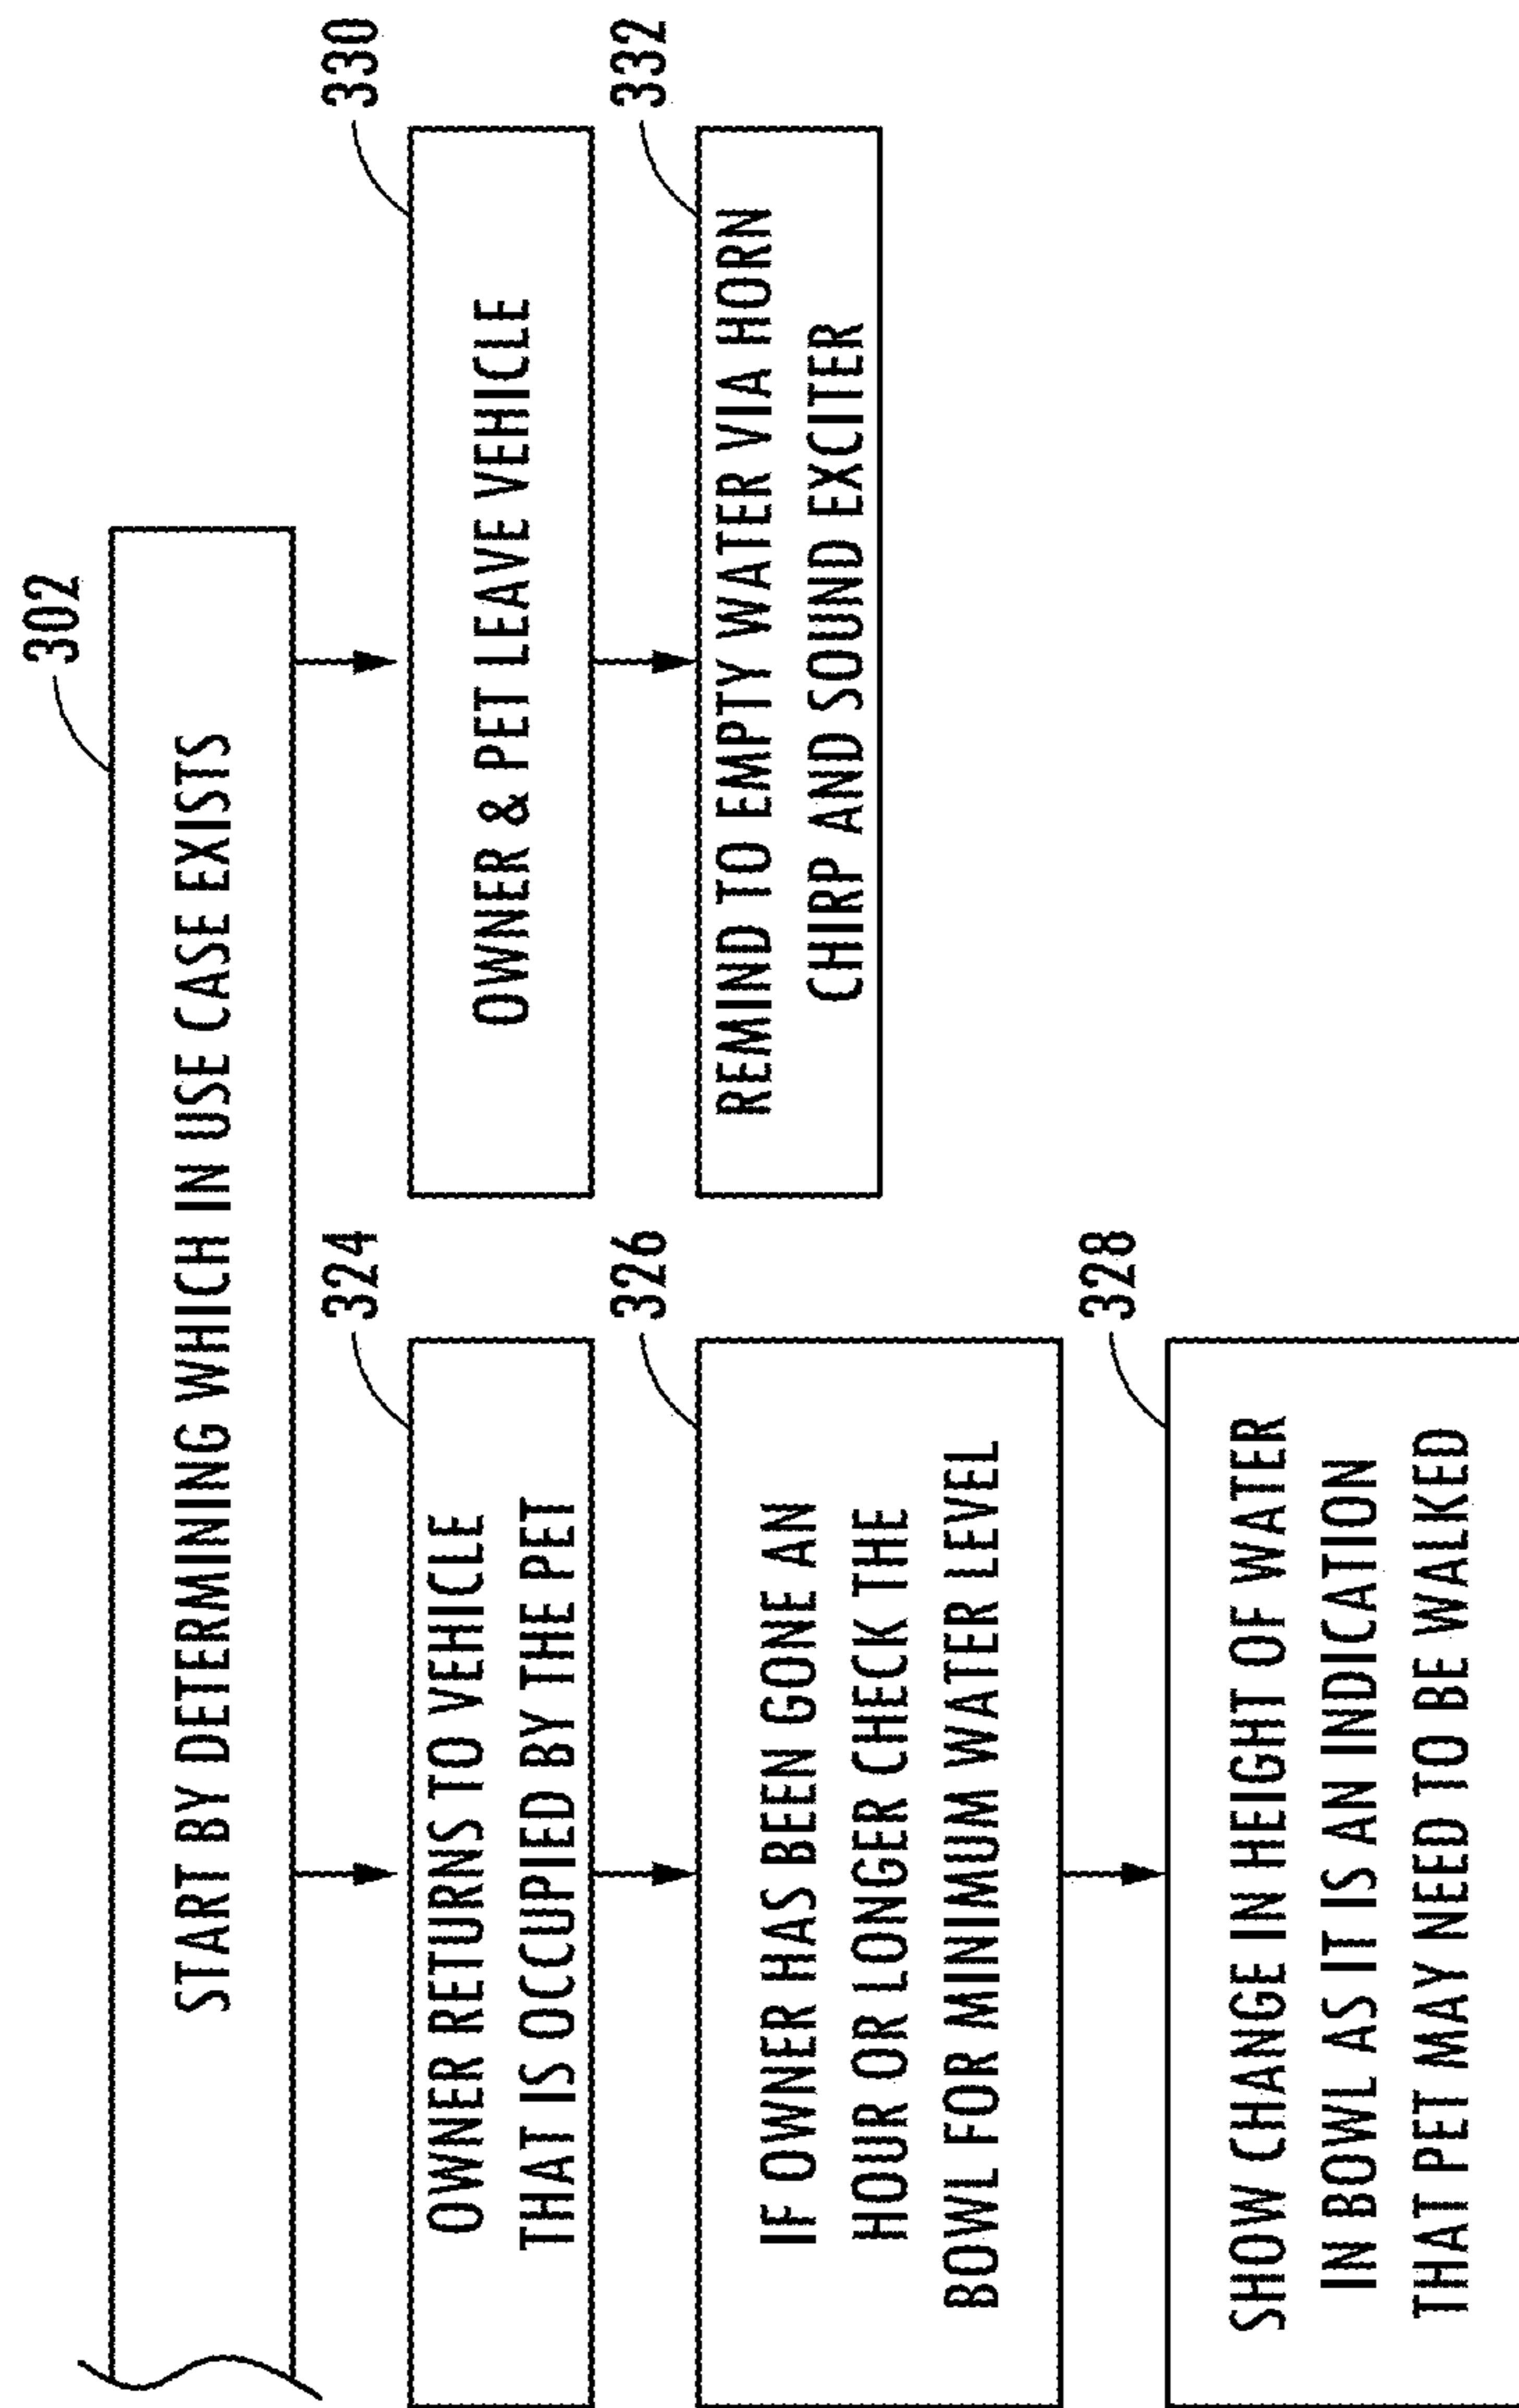 302
START BY DETERMINING WHICH IN USE CASE EXISTS
324
OWNER RETURNS TO VEHICLE
THAT IS OCCUPIED BY THE PET
326
IF OWNER HAS BEEN GONE AN
HOUR OR LONGER CHECK THE
BOWL FOR MINIMUM WATER LEVEL
328
SHOW CHANGE IN HEIGHT OF WATER
IN BOWL AS IT IS AN INDICATION
THAT PET MAY NEED TO BE WALKED
330
OWNER & PET LEAVE VEHICLE
332
REMIND TO EMPTY WATER VIA HORN
CHIRP AND SOUND EXCITER